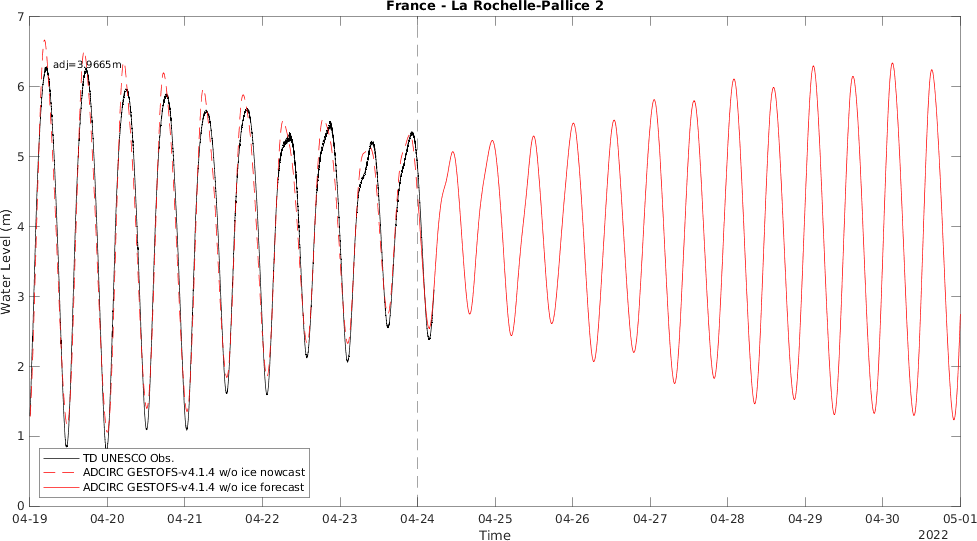 France - La Rochelle-Pallice 2
7
adj=3.9665m
6
5
4
3
2
1
0
Water Level (m)
TD UNESCO Obs.
ADCIRC GESTOFS-v4.1.4 w/o ice nowcast
ADCIRC GESTOFS-v4.1.4 w/o ice forecast
04-19 04-20 04-21 04-22 04-23 04-24 04-25 04-26 04-27 04-28 04-29 04-30 05-01
Time
2022